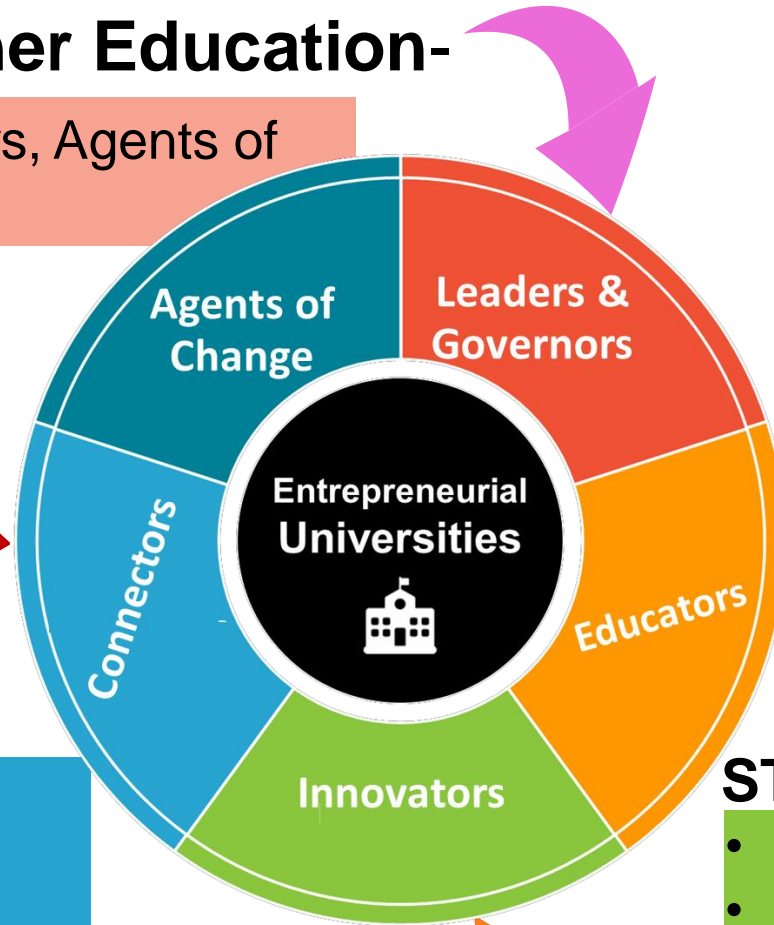 her Education-
s, Agents of
Agents of
Change
Leaders &
Governors
Entrepreneurial
Universities
Connectors
Educators
Innovators
ST
•
•